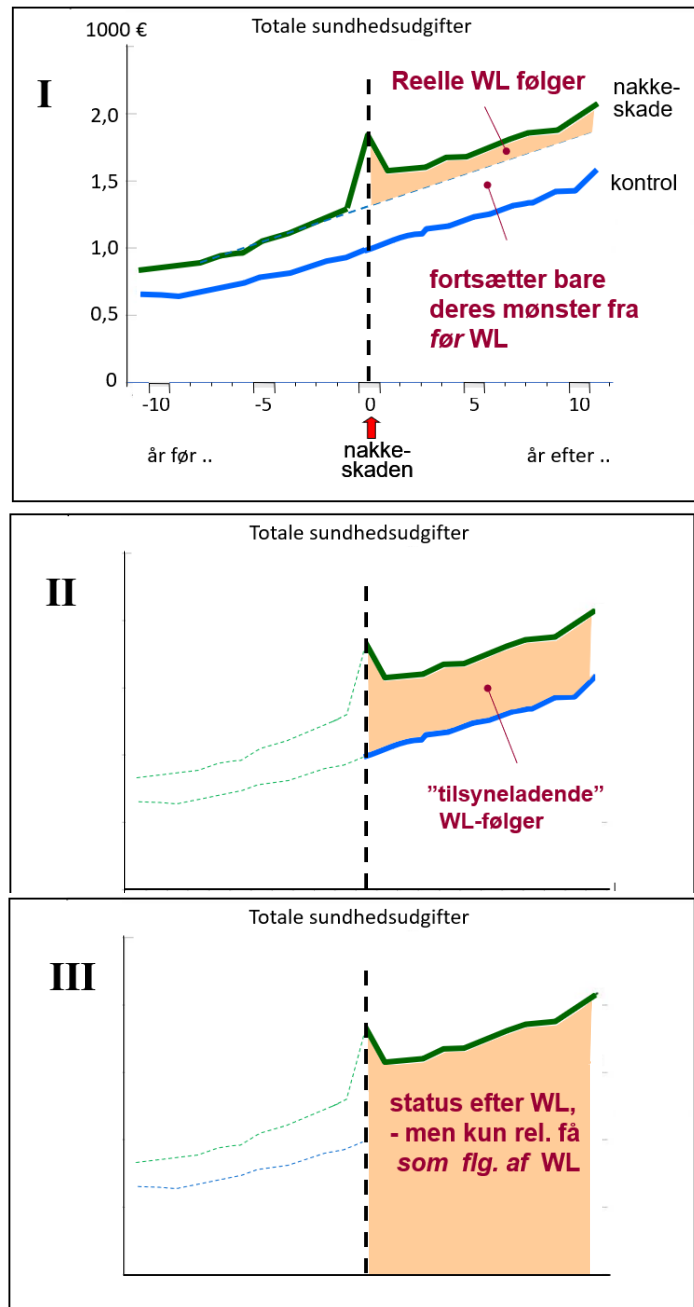 Totale sundhedsudgifter
1000 €
I
Reelle WL følger
nakke-
skade
2,0
1,5
kontrol
1,0
fortsætter bare
deres mønster fra
før WL
0,5
0
-10
-5
0
5
10
år før ..
nakke-
skaden
år efter ..
Totale sundhedsudgifter
II
”tilsyneladende”
WL-følger
Totale sundhedsudgifter
III
status efter WL,
- men kun rel. få
som flg. af WL